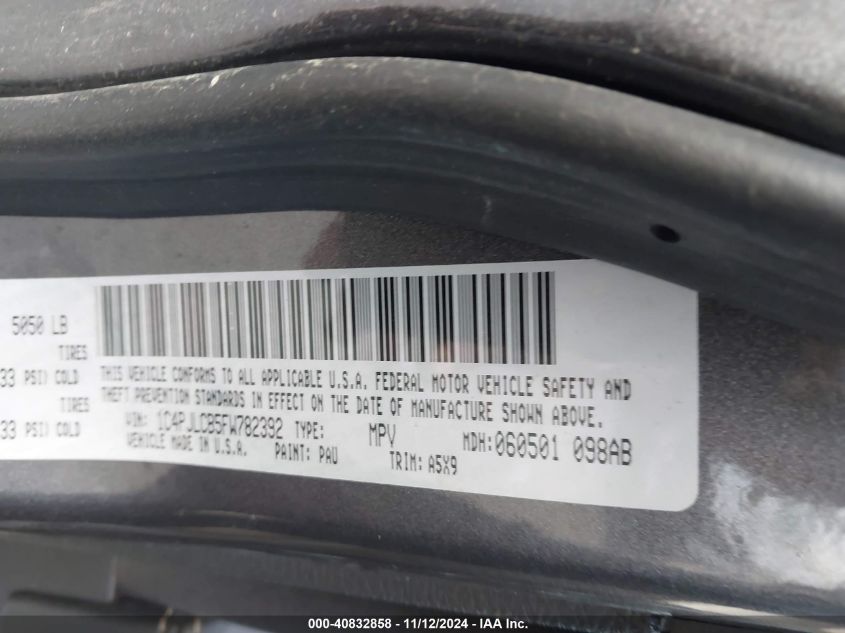 5050 LB
TIRES
33 PSI) COLD
33 PSI) COLD
THIS VEHICLE CONFORMS TO ALL APPLICABLE U.S.A. FEDERAL MOTOR VEHICLE SAFETY AND
THEFT PREVENTION STANDARDS IN EFFECT ON THE DATE OF MANUFACTURE SHOWN ABOVE.
VIN: 1C4PJLCB5FW782392 TYPE: MPV MDH:060501 098AB
VEHICLE MADE IN U.S.A. PAINT: PAU TRIM: A5X9
000-40832858 - 11/12/2024 - IAA Inc.